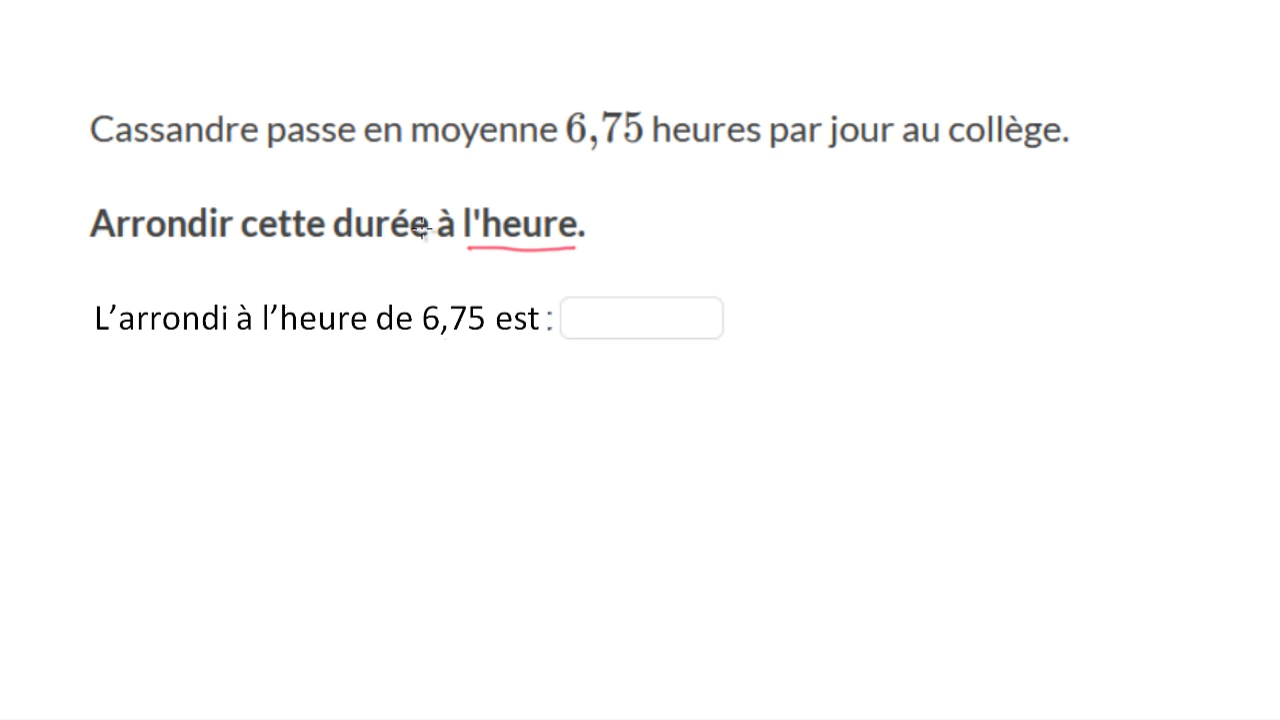 Cassandre passe en moyenne 6,75 heures par jour au collège.
Arrondir cette durée à l'heure.
L’arrondi à l’heure de 6,75 est :